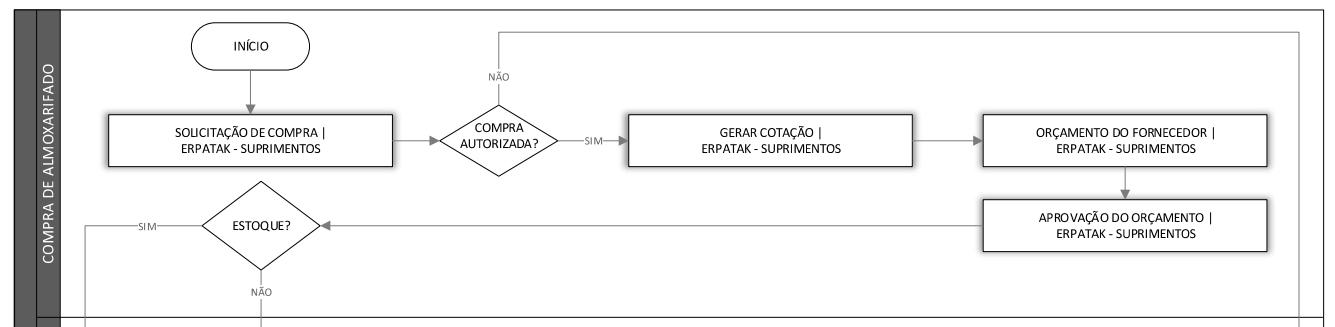 COMPRA DE ALMOXARIFADO
INÍCIO
NÃO
SOLICITAÇÃO DE COMPRA |
ERPATAK - SUPRIMENTOS
COMPRA
AUTORIZADA?
SIM
GERAR COTAÇÃO |
ERPATAK - SUPRIMENTOS
ORÇAMENTO DO FORNECEDOR |
ERPATAK - SUPRIMENTOS
APROVAÇÃO DO ORÇAMENTO |
ERPATAK - SUPRIMENTOS
ESTOQUE?
SIM
NÃO